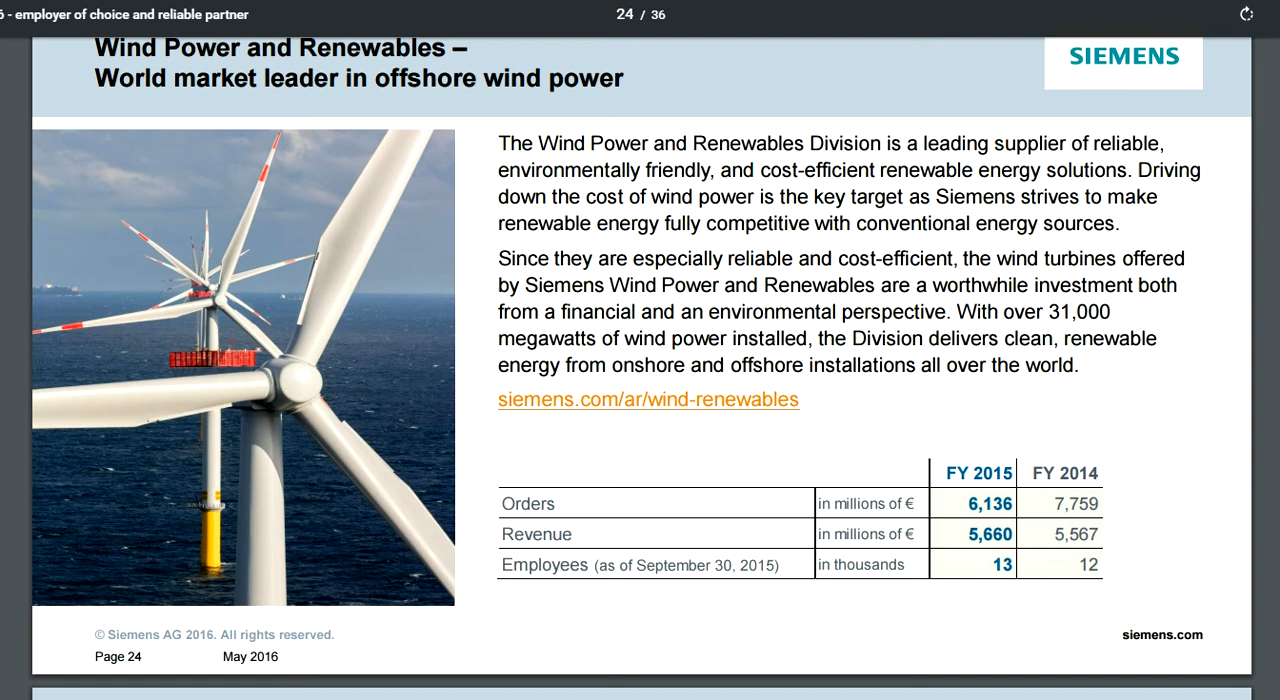 - employer of choice and reliable partner
24 / 36
Wind Power and Renewables –
World market leader in offshore wind power
SIEMENS
The Wind Power and Renewables Division is a leading supplier of reliable,
environmentally friendly, and cost-efficient renewable energy solutions. Driving
down the cost of wind power is the key target as Siemens strives to make
renewable energy fully competitive with conventional energy sources.
Since they are especially reliable and cost-efficient, the wind turbines offered
by Siemens Wind Power and Renewables are a worthwhile investment both
from a financial and an environmental perspective. With over 31,000
megawatts of wind power installed, the Division delivers clean, renewable
energy from onshore and offshore installations all over the world.
siemens.com/ar/wind-renewables
FY 2015 FY 2014
Orders in millions of € 6,136 7,759
Revenue in millions of € 5,660 5,567
Employees (as of September 30, 2015) in thousands 13 12
© Siemens AG 2016. All rights reserved.
siemens.com
Page 24 May 2016